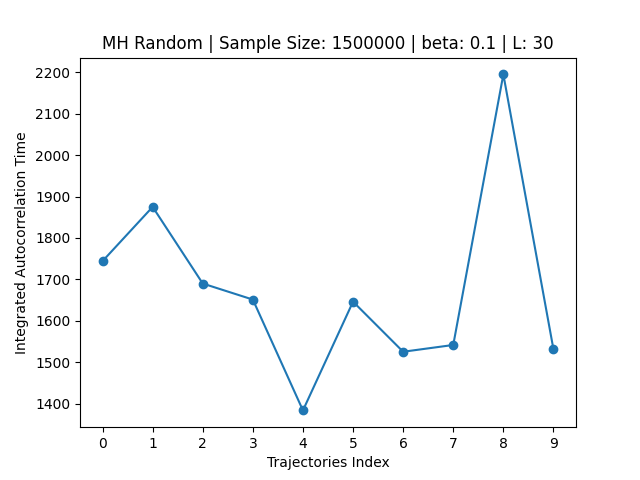 MH Random | Sample Size: 1500000 | beta: 0.1 | L: 30
Integrated Autocorrelation Time
2200
2100
2000
1900
1800
1700
1600
1500
1400
0 1 2 3 4 5 6 7 8 9
Trajectories Index